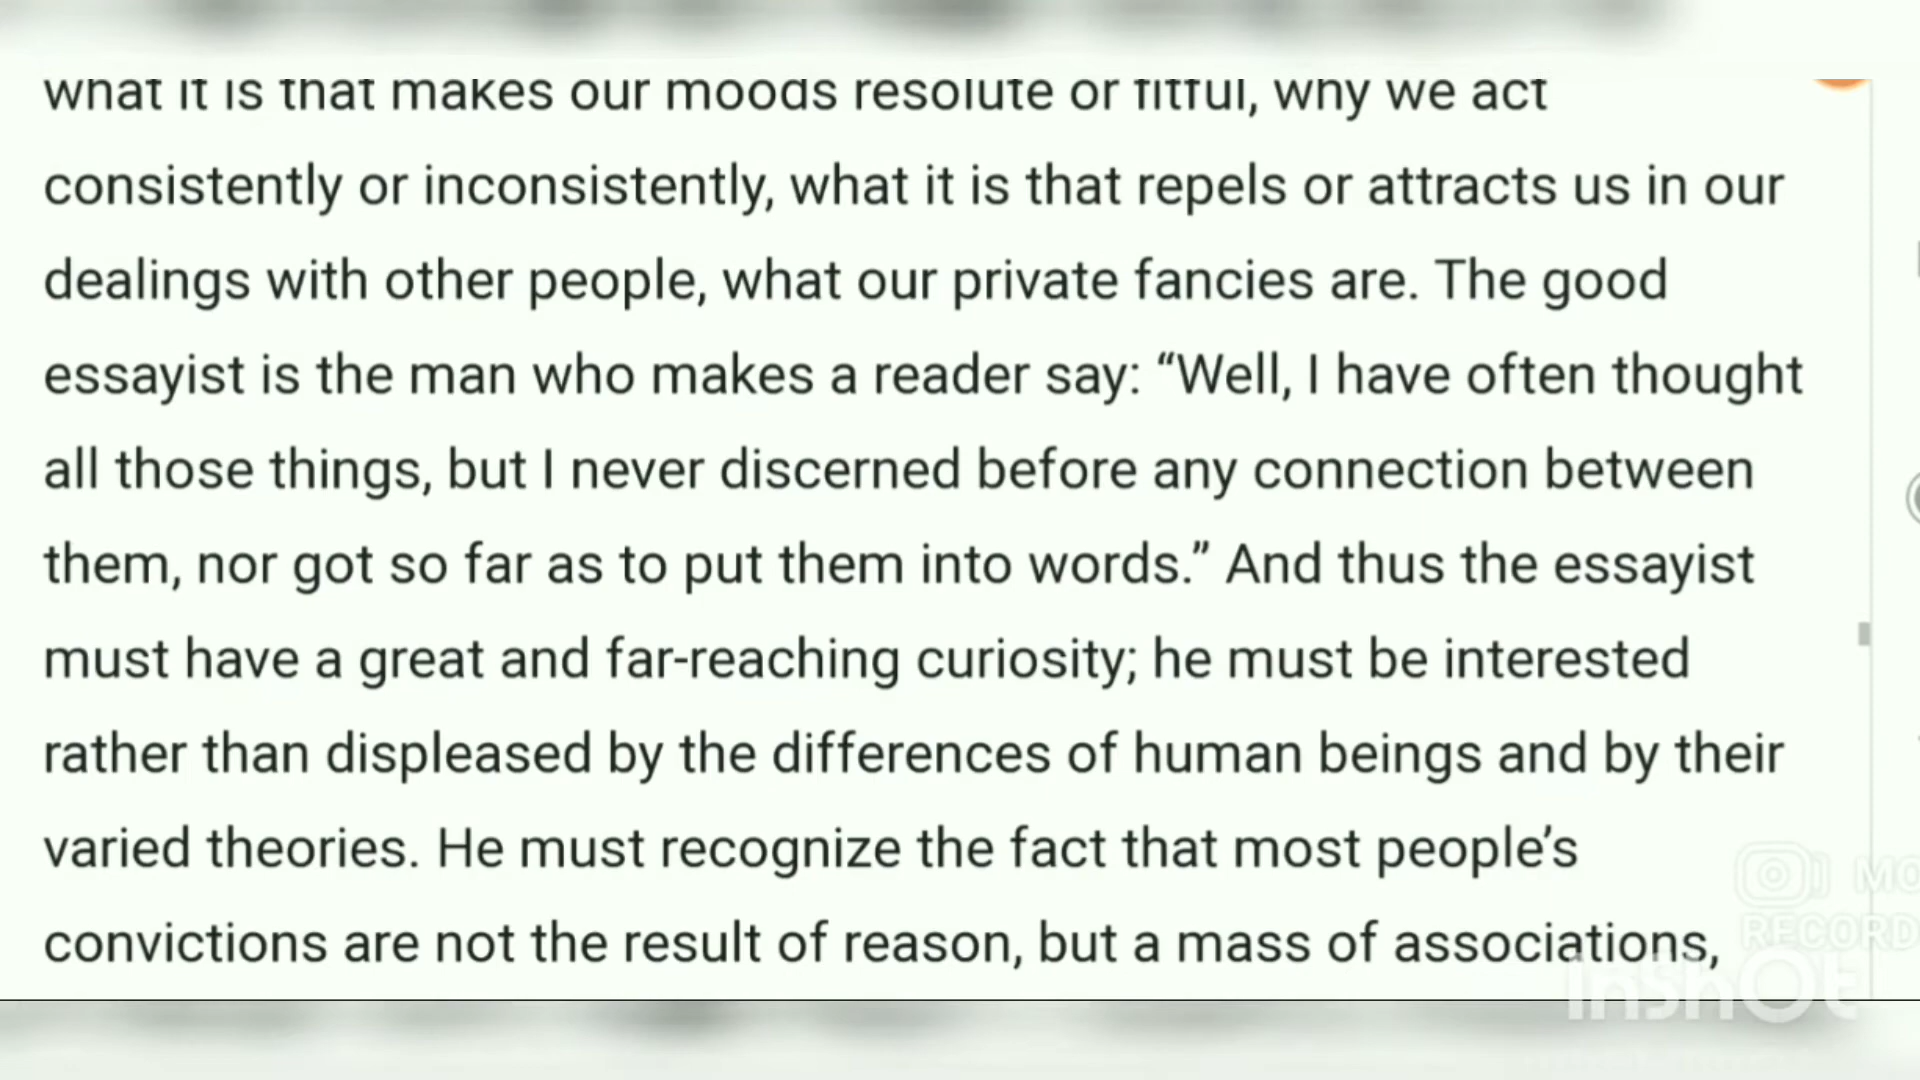 what it is that makes our moods resolute or fitful, why we act
consistently or inconsistently, what it is that repels or attracts us in our
dealings with other people, what our private fancies are. The good
essayist is the man who makes a reader say: “Well, I have often thought
all those things, but I never discerned before any connection between
them, nor got so far as to put them into words.” And thus the essayist
must have a great and far-reaching curiosity; he must be interested
rather than displeased by the differences of human beings and by their
varied theories. He must recognize the fact that most people’s
convictions are not the result of reason, but a mass of associations,
MO
RECORD
InShOt